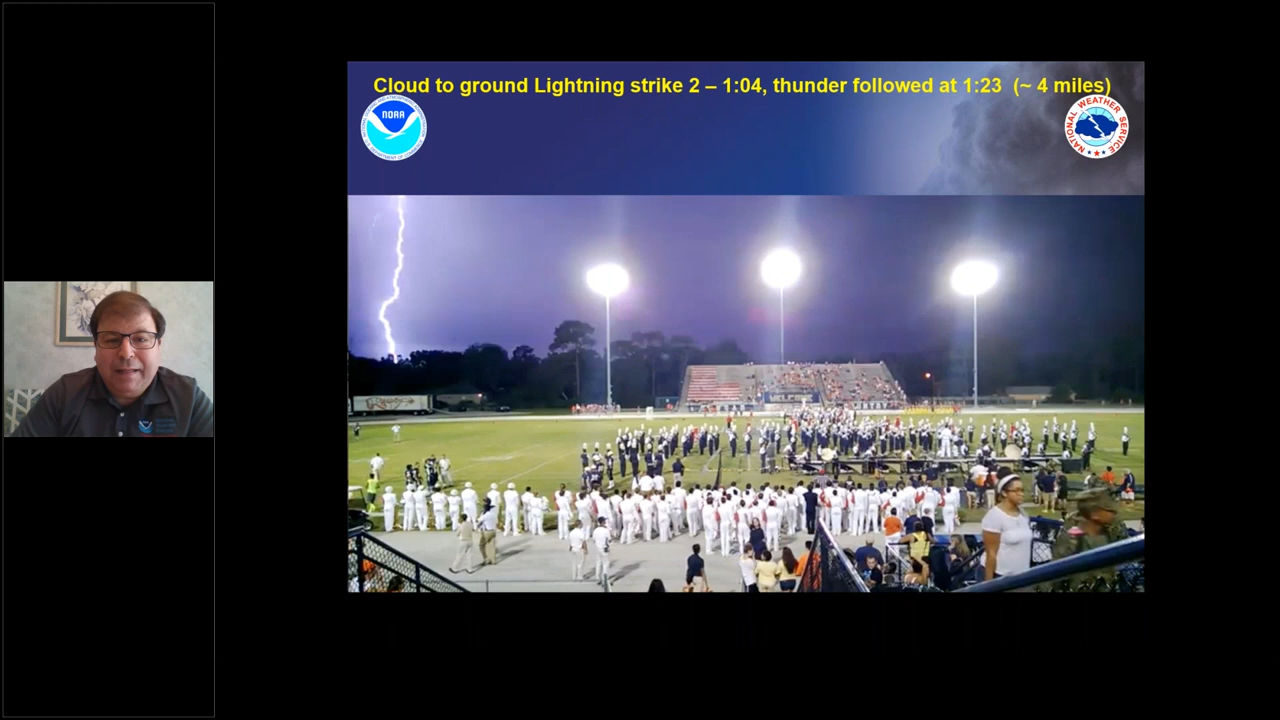 Cloud to ground Lightning strike 2 – 1:04, thunder followed at 1:23 (~ 4 miles)
NOAA
NATIONAL WEATHER SERVICE